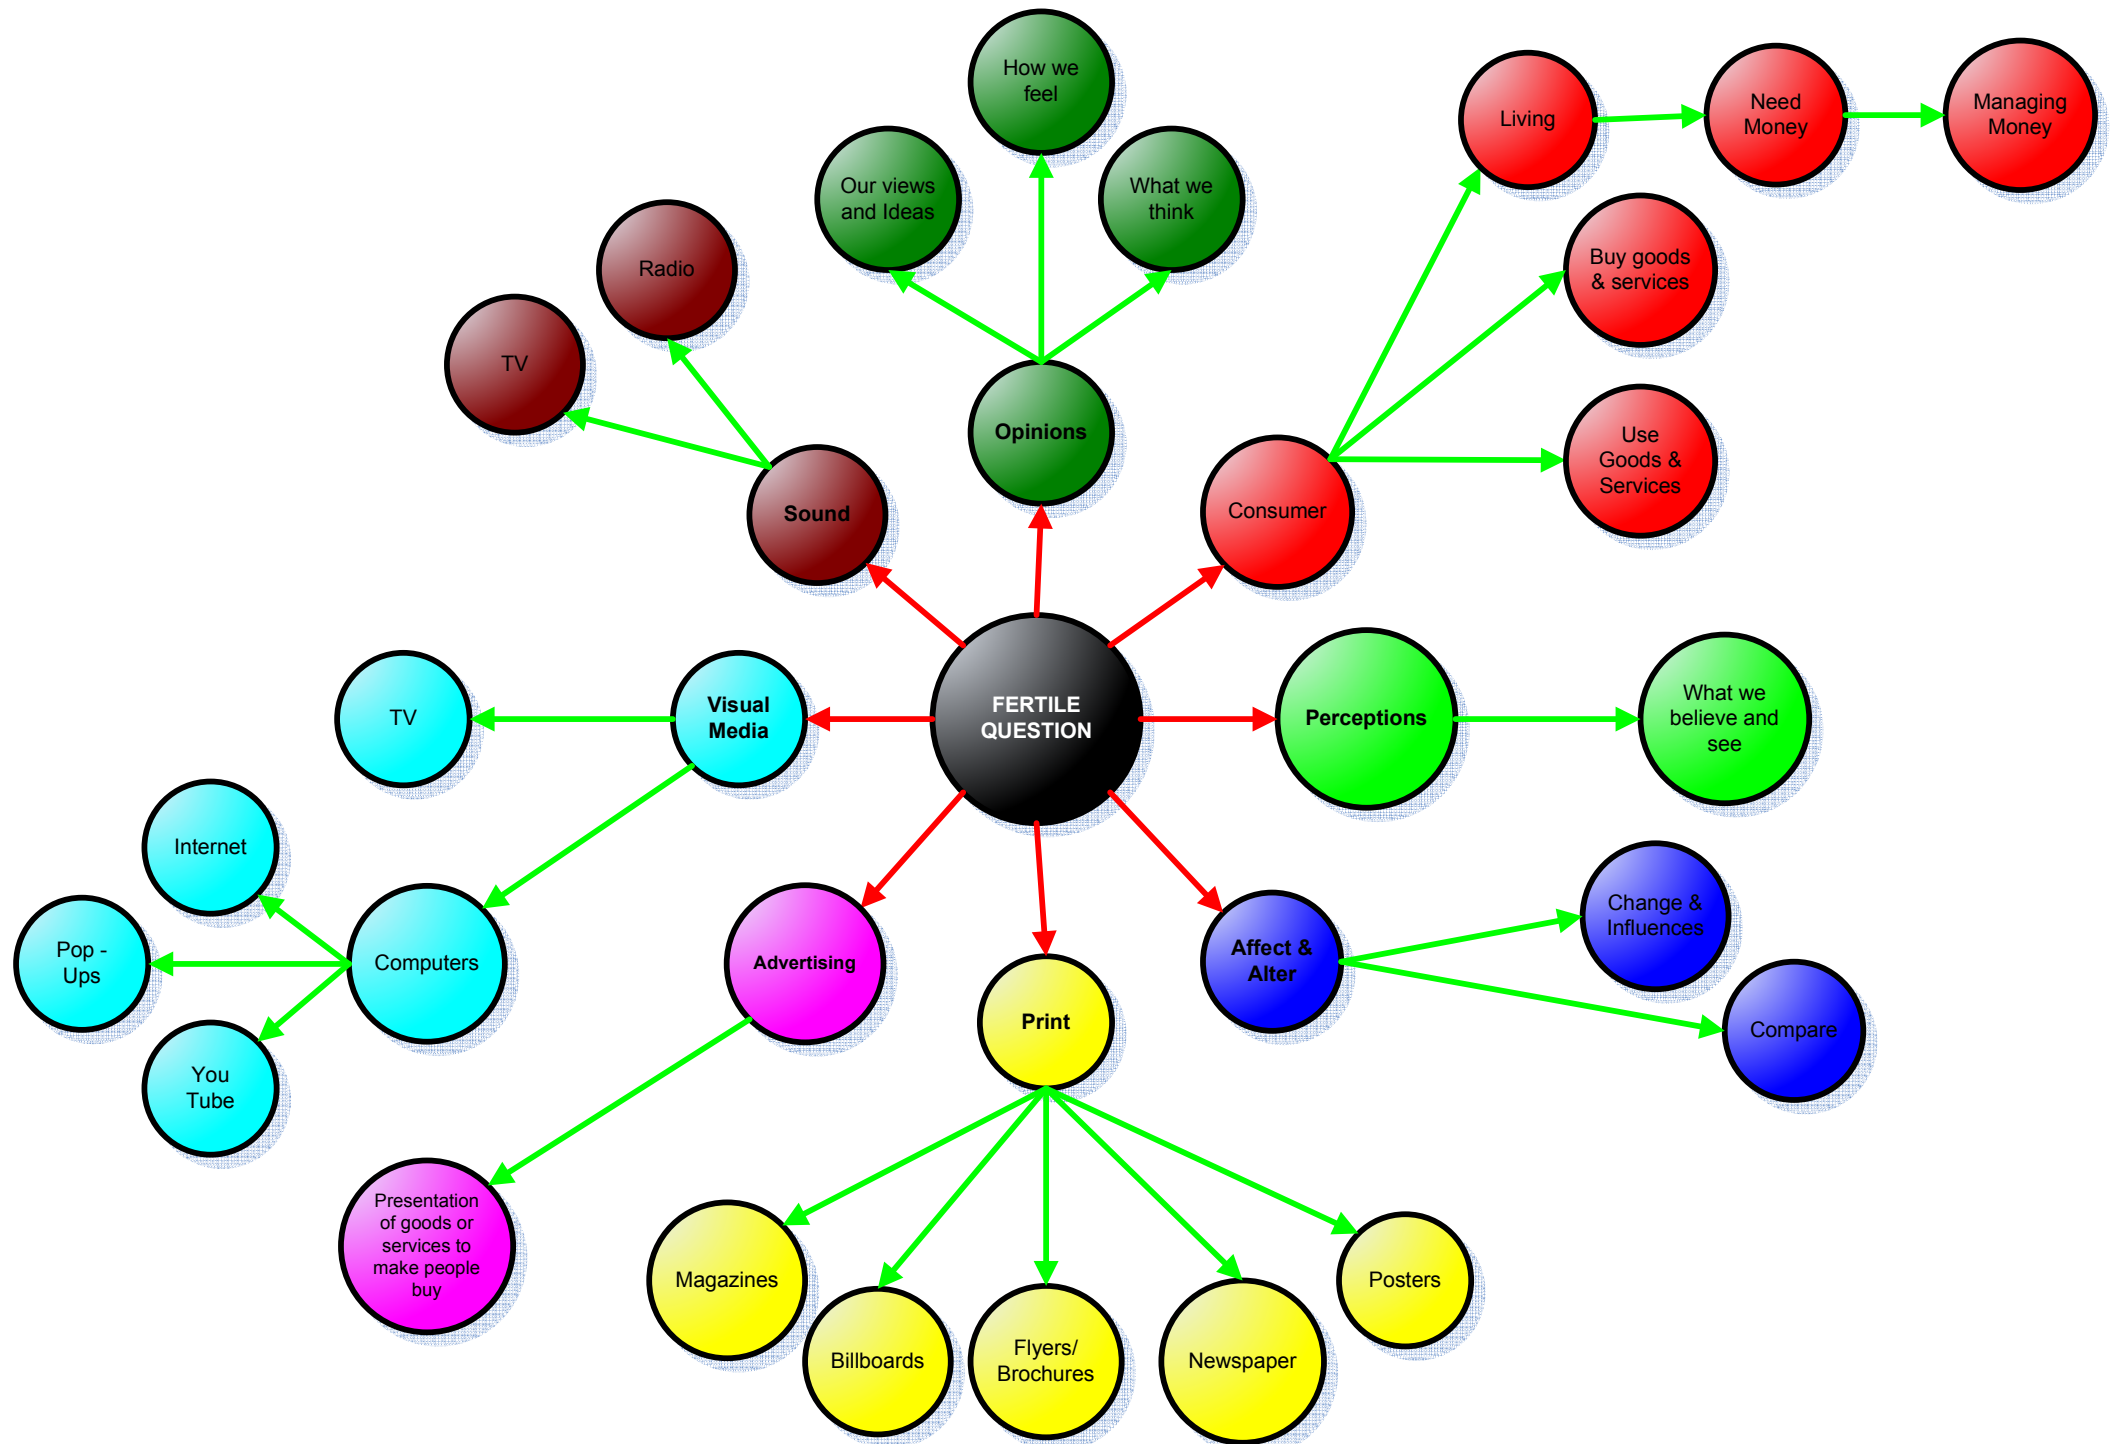 How we
feel
Living
Need
Money
Managing
Money
Our views
and Ideas
What we
think
Radio
Buy goods
& services
TV
Opinions
Use
Goods &
Services
Sound
Consumer
TV
Visual
Media
FERTILE
QUESTION
Perceptions
What we
believe and
see
Internet
Pop -
Ups
Computers
You
Tube
Advertising
Print
Affect &
Alter
Change &
Influences
Compare
Presentation
of goods or
services to
make people
buy
Magazines
Billboards
Flyers/
Brochures
Newspaper
Posters